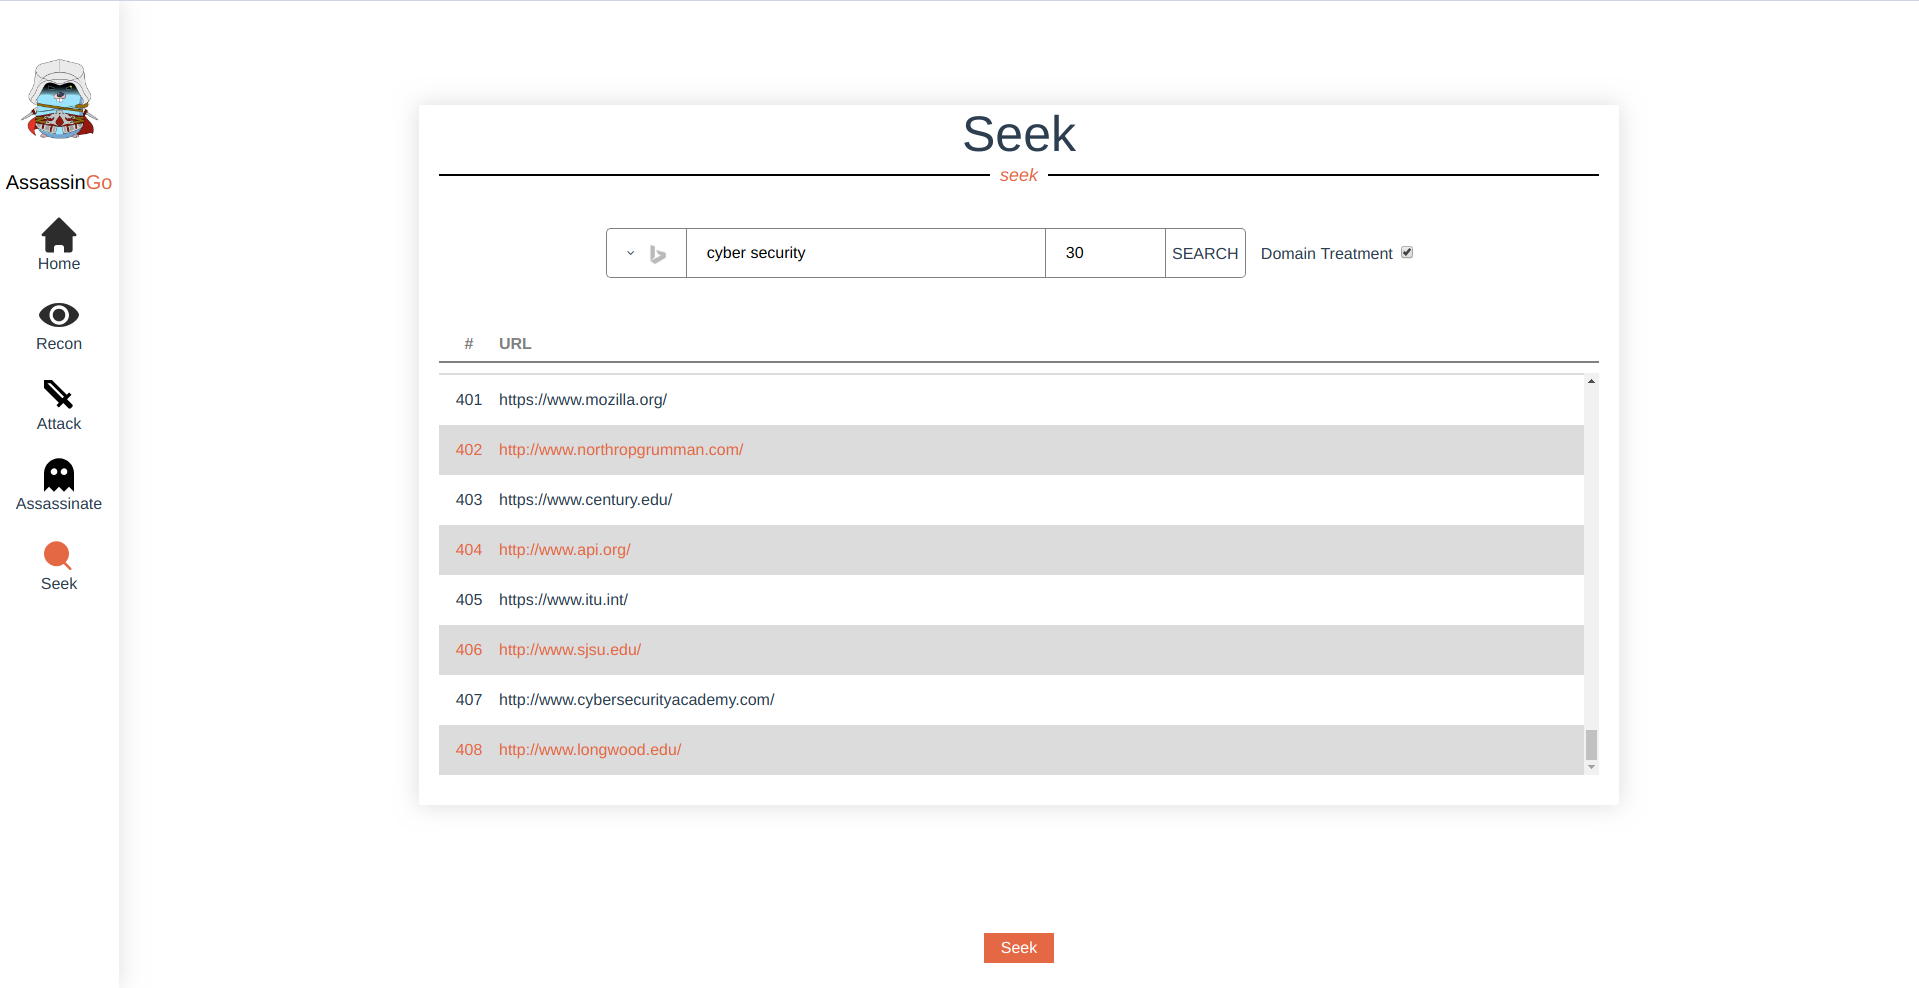 AssassinGo
Home
Recon
Attack
Assassinate
Seek
Seek
seek
cyber security 30 SEARCH Domain Treatment
# URL
401 https://www.mozilla.org/
402 http://www.northropgrumman.com/
403 https://www.century.edu/
404 http://www.api.org/
405 https://www.itu.int/
406 http://www.sjsu.edu/
407 http://www.cybersecurityacademy.com/
408 http://www.longwood.edu/
Seek